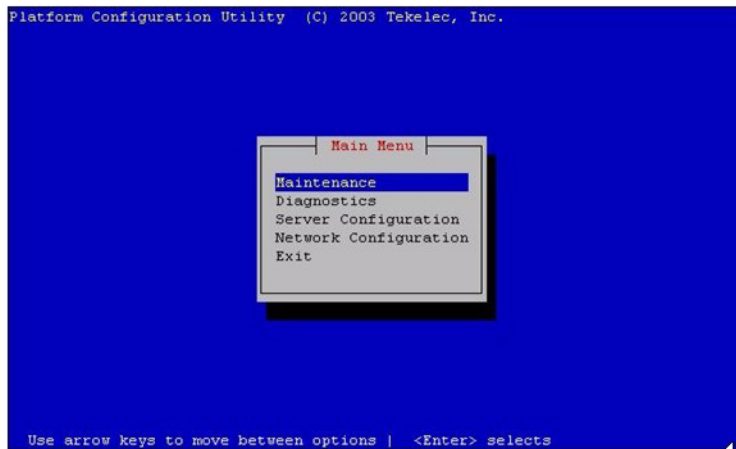 Platform Configuration Utility (C) 2003 Tekelec, Inc.
Main Menu
Maintenance
Diagnostics
Server Configuration
Network Configuration
Exit
Use arrow keys to move between options | <Enter> selects